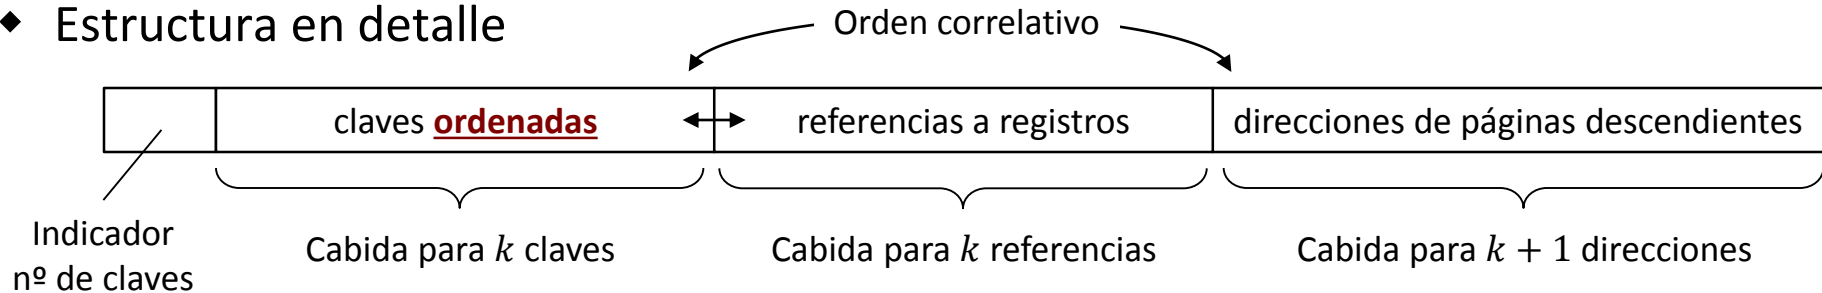 ◆ Estructura en detalle
Orden correlativo
claves ordenadas
referencias a registros
direcciones de páginas descendientes
Indicador
nº de claves
Cabida para k claves
Cabida para k referencias
Cabida para k + 1 direcciones